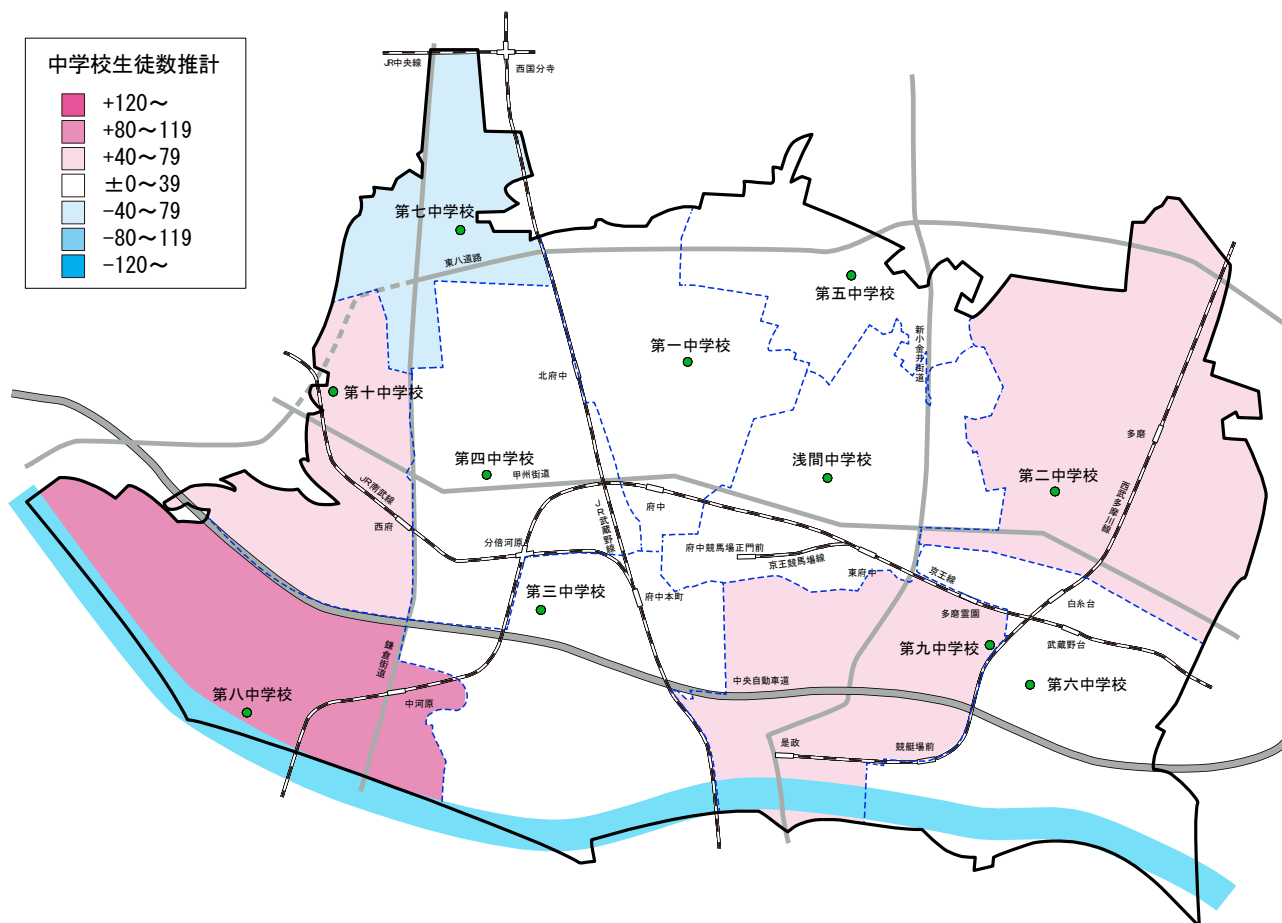 中学校生徒数推計
+120～
+80～119
+40～79
±0～39
-40～79
-80～119
-120～
JR中央線
西国分寺
第七中学校
東八道路
第五中学校
新小金井街道
第一中学校
北府中
第十中学校
多磨
第四中学校
甲州街道
浅間中学校
第二中学校
西武多摩川線
JR南武線
西府
府中
JR武蔵野線
分倍河原
府中競馬場正門前
京王競馬場線
東府中
京王線
多磨霊園
白糸台
武蔵野台
第三中学校
府中本町
第九中学校
鎌倉街道
中央自動車道
第六中学校
第八中学校
中河原
是政
競艇場前